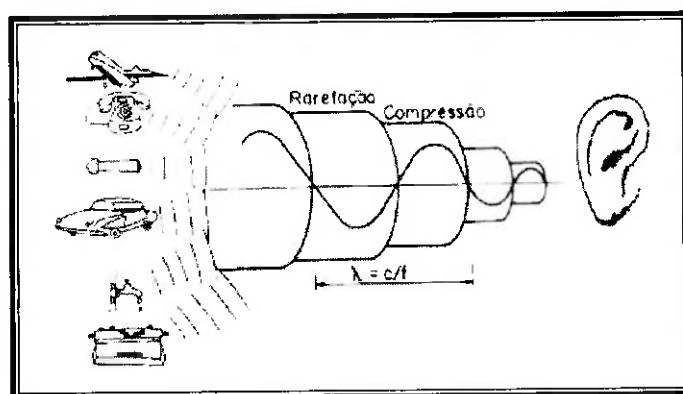 Rarefação
Compressão
λ = c/f